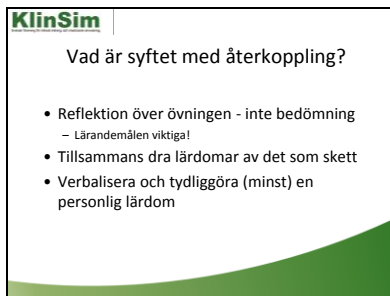 KlinSim
Vad är syftet med återkoppling?
• Reflektion över övningen - inte bedömning
– Lärandemålen viktiga!
• Tillsammans dra lärdomar av det som skett
• Verbalisera och tydliggöra (minst) en
personlig lärdom